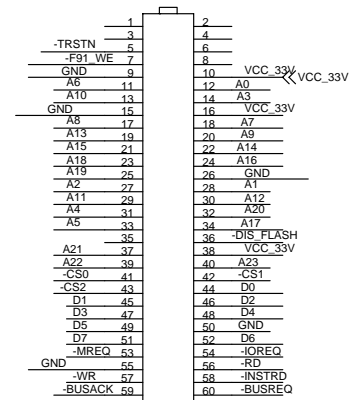 1 2
3 4
-TRSTN 5 6
-F91_WE 7 8
GND 9 10 VCC_33V VCC_33V
A6 11 12 A0
A10 13 14 A3
GND 15 16 VCC_33V
A8 17 18 A7
A13 19 20 A9
A15 21 22 A14
A18 23 24 A16
A19 25 26 GND
A2 27 28 A1
A11 29 30 A12
A4 31 32 A20
A5 33 34 A17
35 36 -DIS_FLASH
A21 37 38 VCC_33V
A22 39 40 A23
-CS0 41 42 -CS1
-CS2 43 44 D0
D1 45 46 D2
D3 47 48 D4
D5 49 50 GND
D7 51 52 D6
-MREQ 53 54 -IOREQ
GND 55 56 -RD
-WR 57 58 -INSTRD
-BUSACK 59 60 -BUSREQ